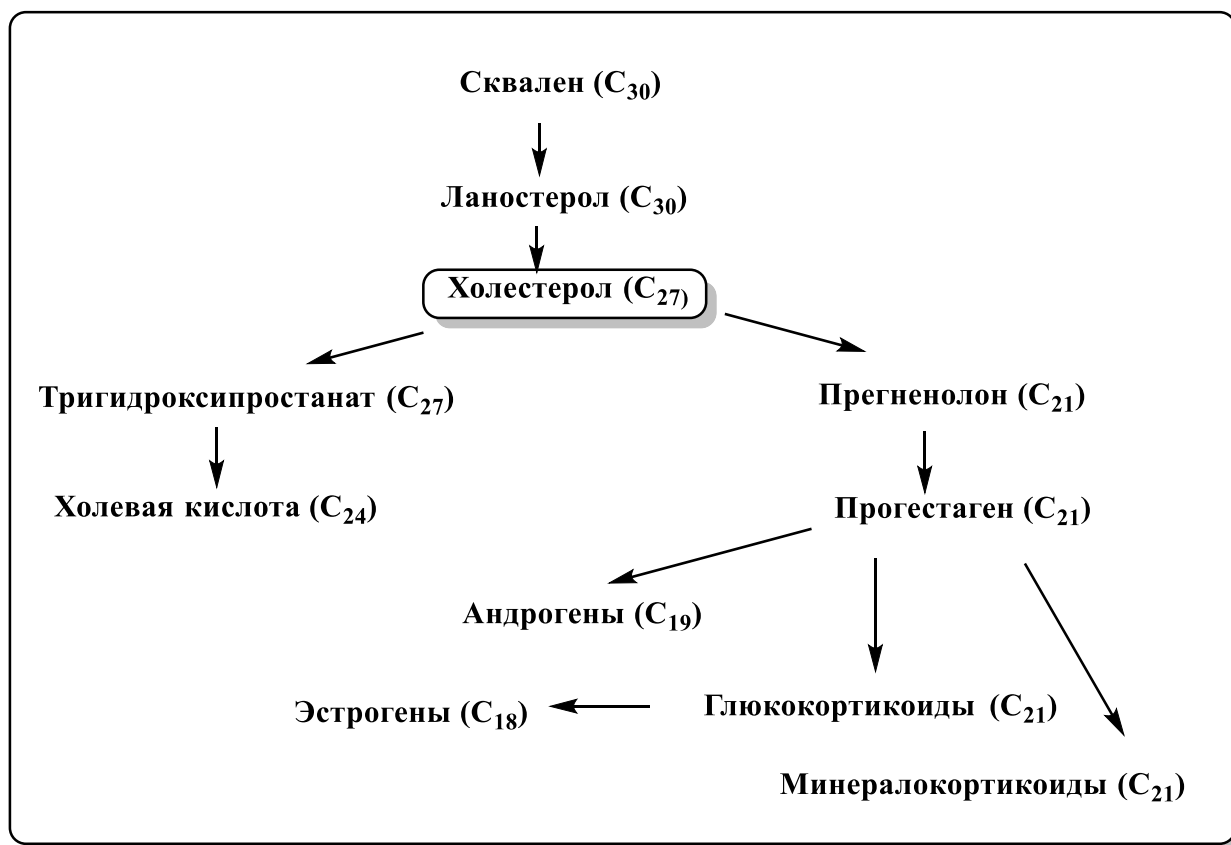 Сквален (C30)
Ланостерол (C30)
Холестерол (C27)
Тригидроксипростанат (C27)
Прегненолон (C21)
Холевая кислота (C24)
Прогестаген (C21)
Андрогены (C19)
Эстрогены (C18)
Глюкокортикоиды (C21)
Минералокортикоиды (C21)